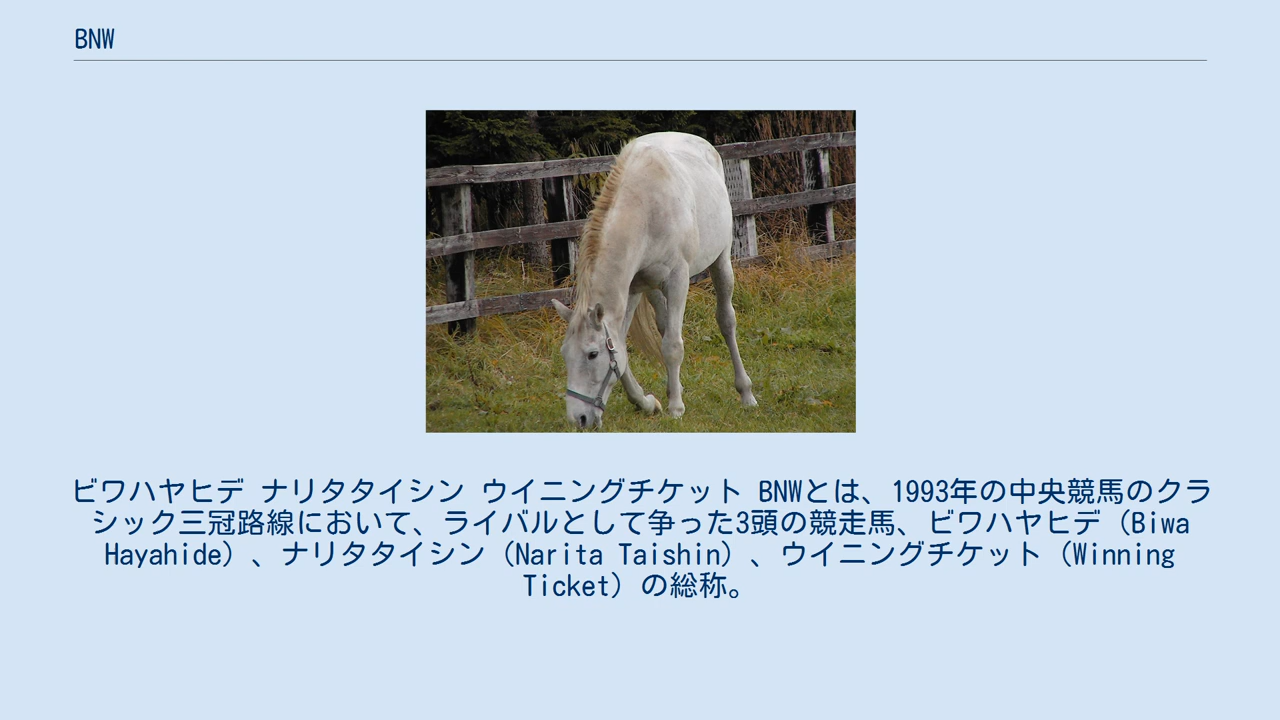 BNW
ビワハヤヒデ ナリタタイシン ウイニングチケット BNWとは、1993年の中央競馬のクラ
シック三冠路線において、ライバルとして争った3頭の競走馬、ビワハヤヒデ（Biwa
Hayahide）、ナリタタイシン（Narita Taishin）、ウイニングチケット（Winning
Ticket）の総称。